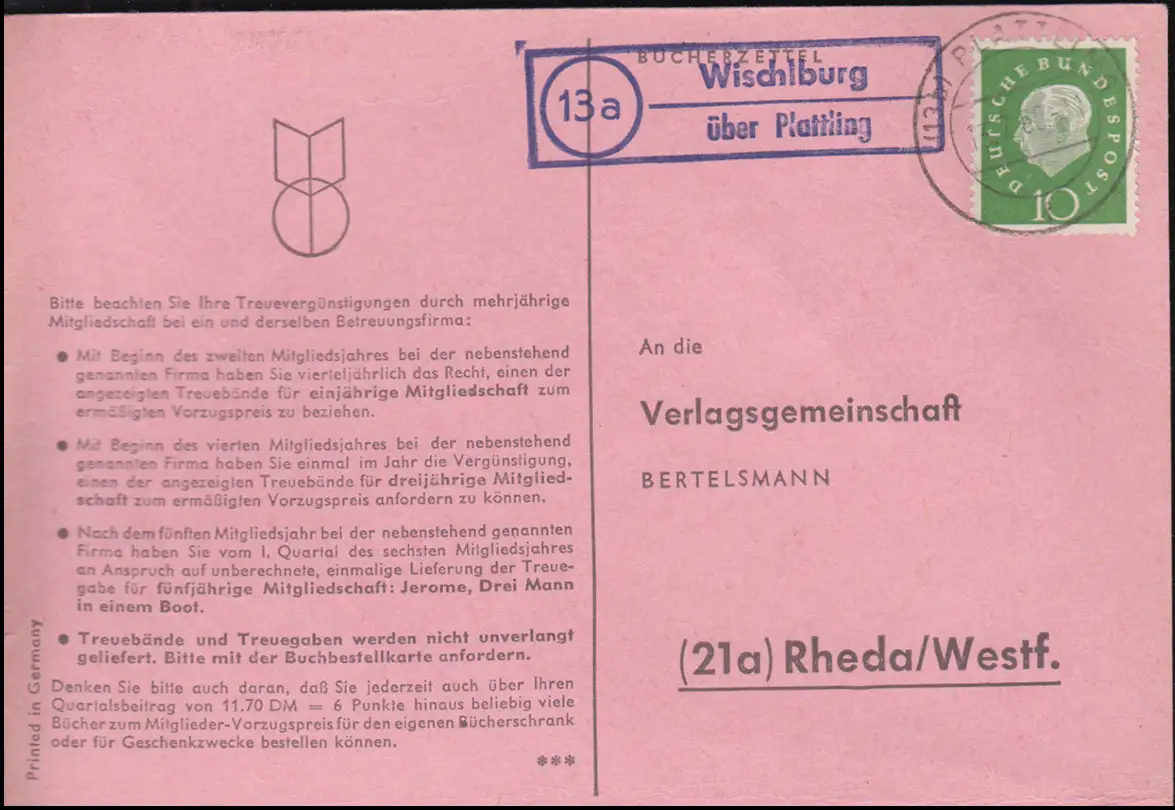 BÜCHERZETTEL
13a
Wischlburg
über Plattling
(13b) PLATTLING
DEUTSCHE BUNDESPOST
10
Bitte beachten Sie Ihre Treuevergünstigungen durch mehrjährige
Mitgliedschaft bei ein und derselben Betreuungsfirma:
● Mit Beginn des zweiten Mitgliedsjahres bei der nebenstehend
genannten Firma haben Sie vierteljährlich das Recht, einen der
angezeigten Treuebände für einjährige Mitgliedschaft zum
ermäßigten Vorzugspreis zu beziehen.
● Mit Beginn des vierten Mitgliedsjahres bei der nebenstehend
genannten Firma haben Sie einmal im Jahr die Vergünstigung,
einen der angezeigten Treuebände für dreijährige Mitglied-
schaft zum ermäßigten Vorzugspreis anfordern zu können.
● Nach dem fünften Mitgliedsjahr bei der nebenstehend genannten
Firma haben Sie vom I. Quartal des sechsten Mitgliedsjahres
an Anspruch auf unberechnete, einmalige Lieferung der Treue-
gabe für fünfjährige Mitgliedschaft: Jerome, Drei Mann
in einem Boot.
● Treuebände und Treuegaben werden nicht unverlangt
geliefert. Bitte mit der Buchbestellkarte anfordern.
Denken Sie bitte auch daran, daß Sie jederzeit auch über Ihren
Quartalsbeitrag von 11.70 DM = 6 Punkte hinaus beliebig viele
Bücher zum Mitglieder-Vorzugspreis für den eigenen Bücherschrank
oder für Geschenkzwecke bestellen können.
***
Printed in Germany
An die
Verlagsgemeinschaft
BERTELSMANN
(21a) Rheda/Westf.